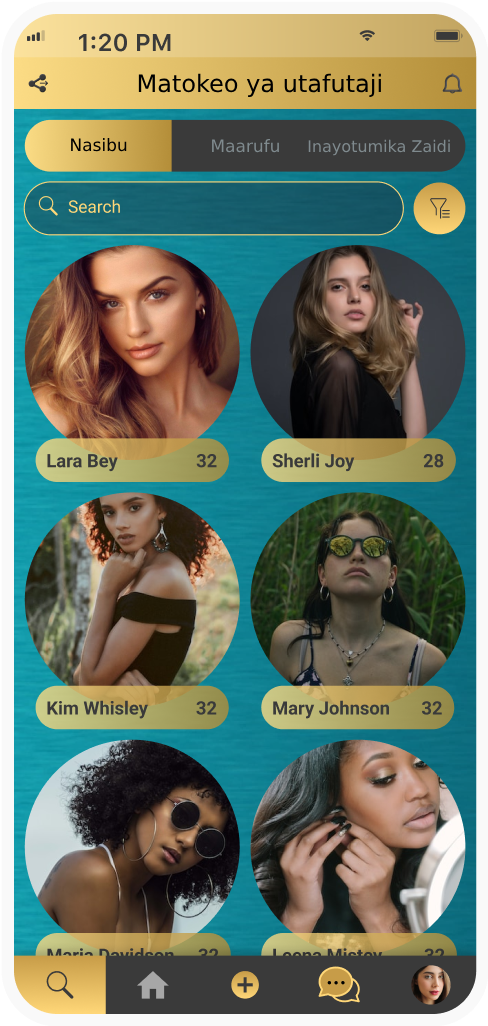 1:20 PM
Matokeo ya utafutaji
Nasibu Maarufu Inayotumika Zaidi
Search
Lara Bey 32 Sherli Joy 28
Kim Whisley 32 Mary Johnson 32
Maria Davidson 32 Leena Mistey 32